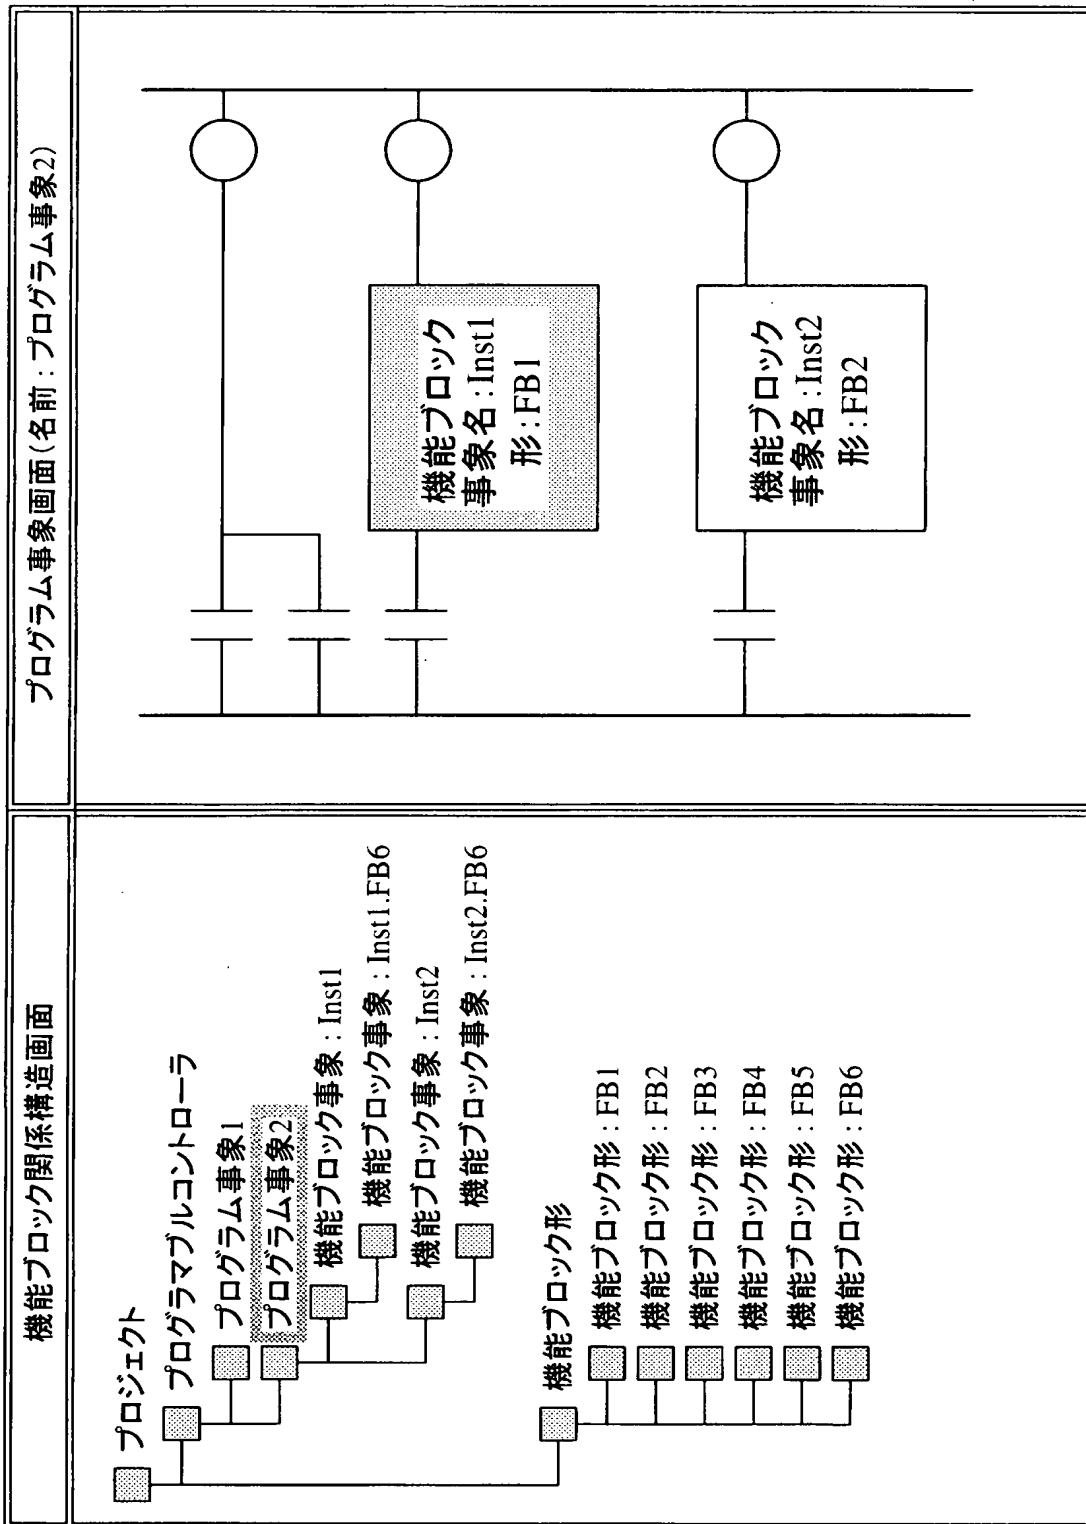 機能ブロック関係構造画面
プロジェクト
プログラマブルコントローラ
プログラム事象1
プログラム事象2
機能ブロック事象:Inst1
機能ブロック事象:Inst1.FB6
機能ブロック事象:Inst2
機能ブロック事象:Inst2.FB6
機能ブロック形
機能ブロック形:FB1
機能ブロック形:FB2
機能ブロック形:FB3
機能ブロック形:FB4
機能ブロック形:FB5
機能ブロック形:FB6
プログラム事象画面(名前:プログラム事象2)
機能ブロック
事象名:Inst1
形:FB1
機能ブロック
事象名:Inst2
形:FB2